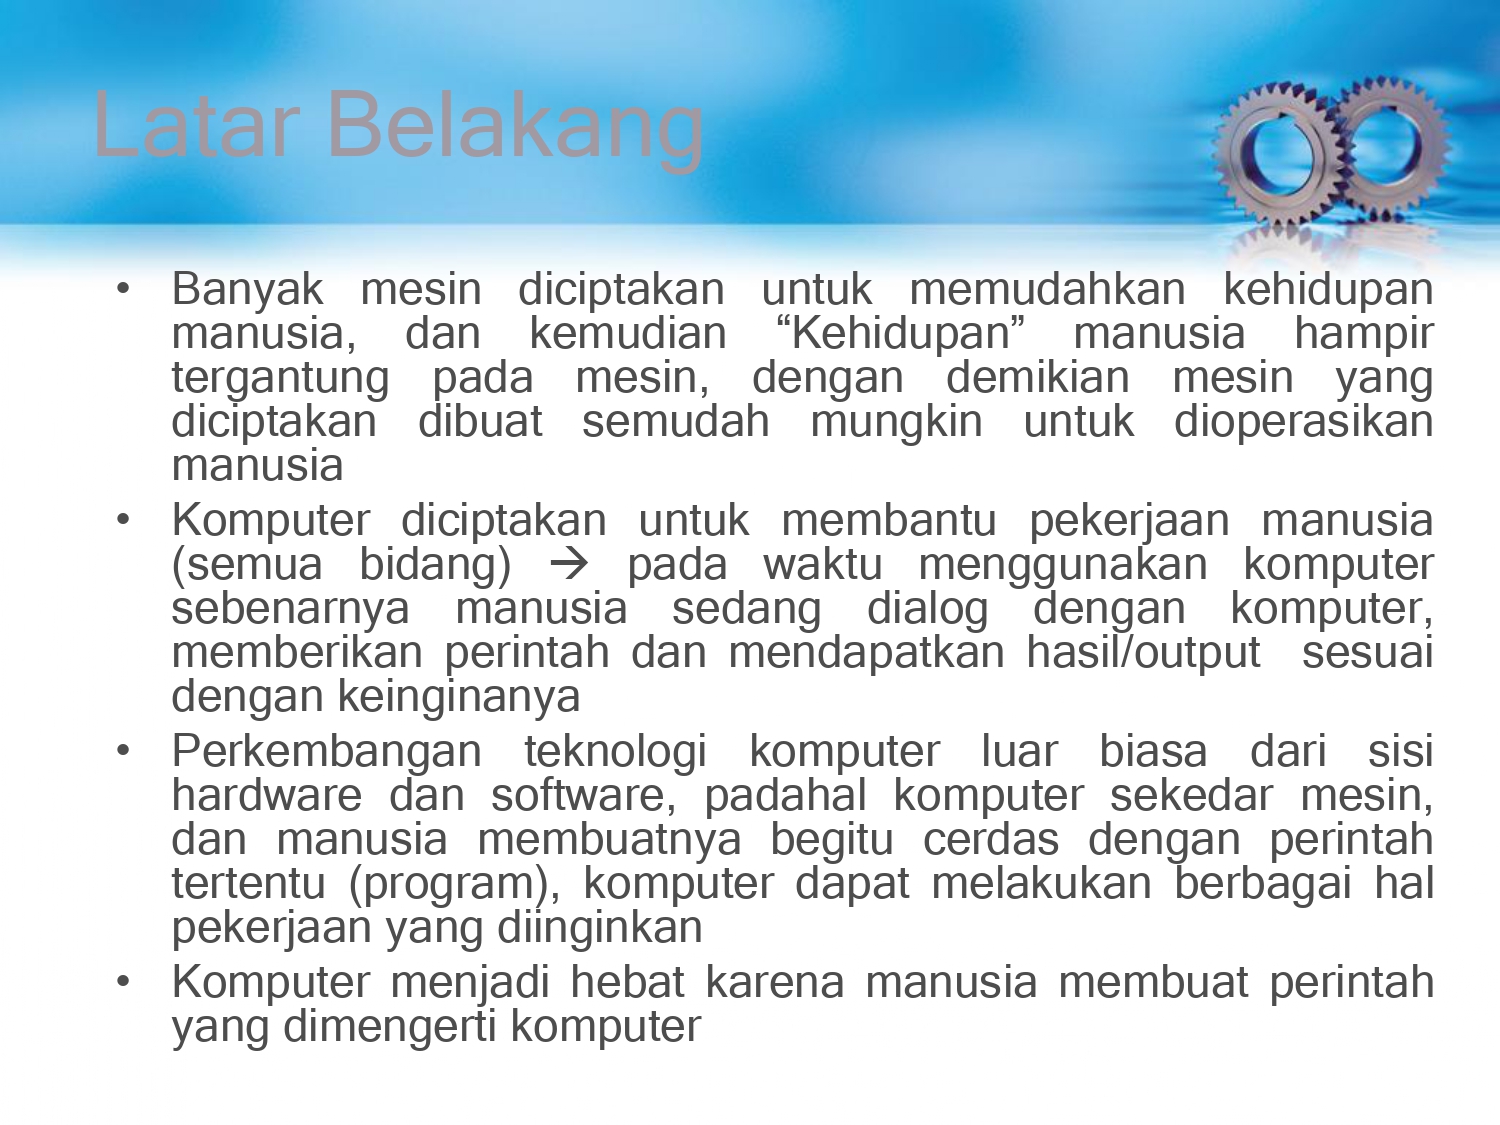 Latar Belakang
• Banyak mesin diciptakan untuk memudahkan kehidupan
manusia, dan kemudian “Kehidupan” manusia hampir
tergantung pada mesin, dengan demikian mesin yang
diciptakan dibuat semudah mungkin untuk dioperasikan
manusia
• Komputer diciptakan untuk membantu pekerjaan manusia
(semua bidang) → pada waktu menggunakan komputer
sebenarnya manusia sedang dialog dengan komputer,
memberikan perintah dan mendapatkan hasil/output sesuai
dengan keinginanya
• Perkembangan teknologi komputer luar biasa dari sisi
hardware dan software, padahal komputer sekedar mesin,
dan manusia membuatnya begitu cerdas dengan perintah
tertentu (program), komputer dapat melakukan berbagai hal
pekerjaan yang diinginkan
• Komputer menjadi hebat karena manusia membuat perintah
yang dimengerti komputer